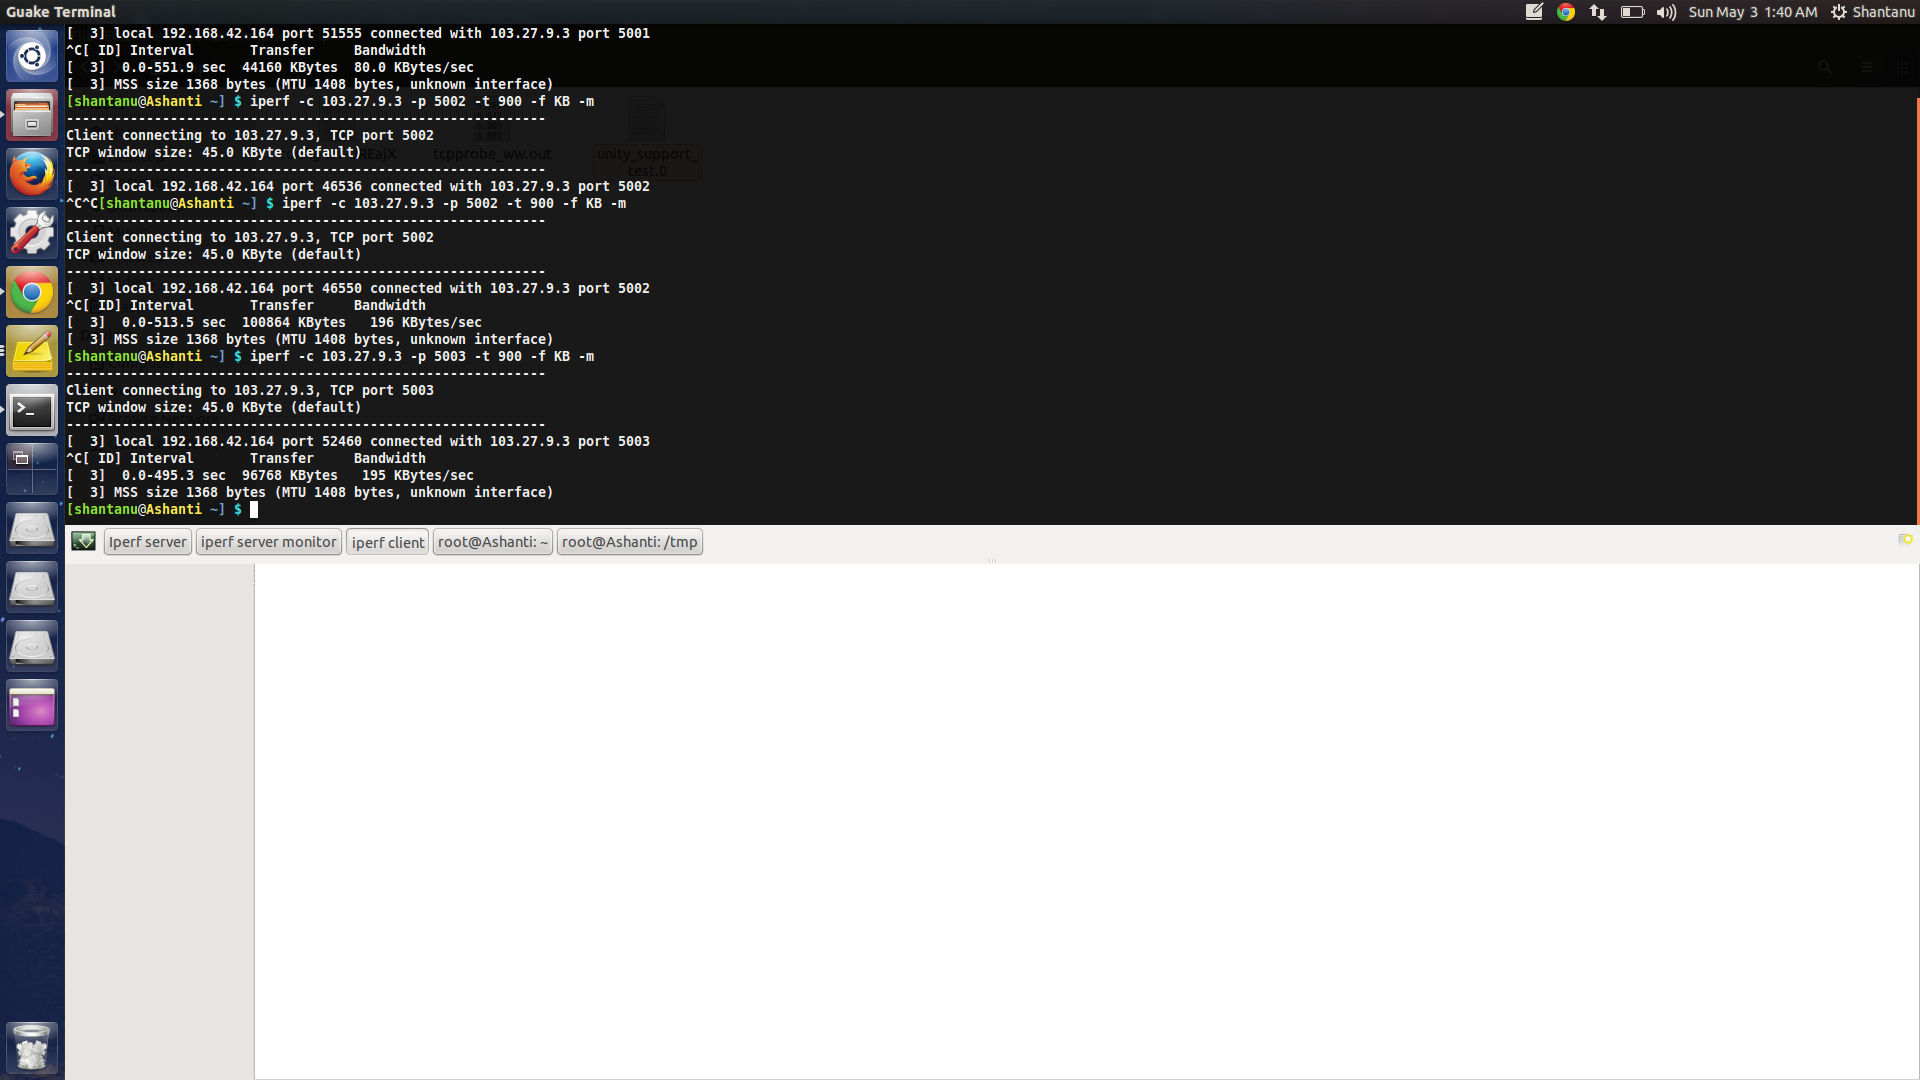 Guake Terminal
Sun May 3 1:40 AM Shantanu
[  3] local 192.168.42.164 port 51555 connected with 103.27.9.3 port 5001
^C[ ID] Interval       Transfer     Bandwidth
[  3]  0.0-551.9 sec  44160 KBytes  80.0 KBytes/sec
[  3] MSS size 1368 bytes (MTU 1408 bytes, unknown interface)
[shantanu@Ashanti ~] $ iperf -c 103.27.9.3 -p 5002 -t 900 -f KB -m
------------------------------------------------------------
Client connecting to 103.27.9.3, TCP port 5002
TCP window size: 45.0 KByte (default)
------------------------------------------------------------
[  3] local 192.168.42.164 port 46536 connected with 103.27.9.3 port 5002
^C^C[shantanu@Ashanti ~] $ iperf -c 103.27.9.3 -p 5002 -t 900 -f KB -m
------------------------------------------------------------
Client connecting to 103.27.9.3, TCP port 5002
TCP window size: 45.0 KByte (default)
------------------------------------------------------------
[  3] local 192.168.42.164 port 46550 connected with 103.27.9.3 port 5002
^C[ ID] Interval       Transfer     Bandwidth
[  3]  0.0-513.5 sec  100864 KBytes   196 KBytes/sec
[  3] MSS size 1368 bytes (MTU 1408 bytes, unknown interface)
[shantanu@Ashanti ~] $ iperf -c 103.27.9.3 -p 5003 -t 900 -f KB -m
------------------------------------------------------------
Client connecting to 103.27.9.3, TCP port 5003
TCP window size: 45.0 KByte (default)
------------------------------------------------------------
[  3] local 192.168.42.164 port 52460 connected with 103.27.9.3 port 5003
^C[ ID] Interval       Transfer     Bandwidth
[  3]  0.0-495.3 sec  96768 KBytes   195 KBytes/sec
[  3] MSS size 1368 bytes (MTU 1408 bytes, unknown interface)
[shantanu@Ashanti ~] $
tcpprobe_ww.out
unity_support_
test.0
Iperf server
iperf server monitor
iperf client
root@Ashanti: ~
root@Ashanti: /tmp